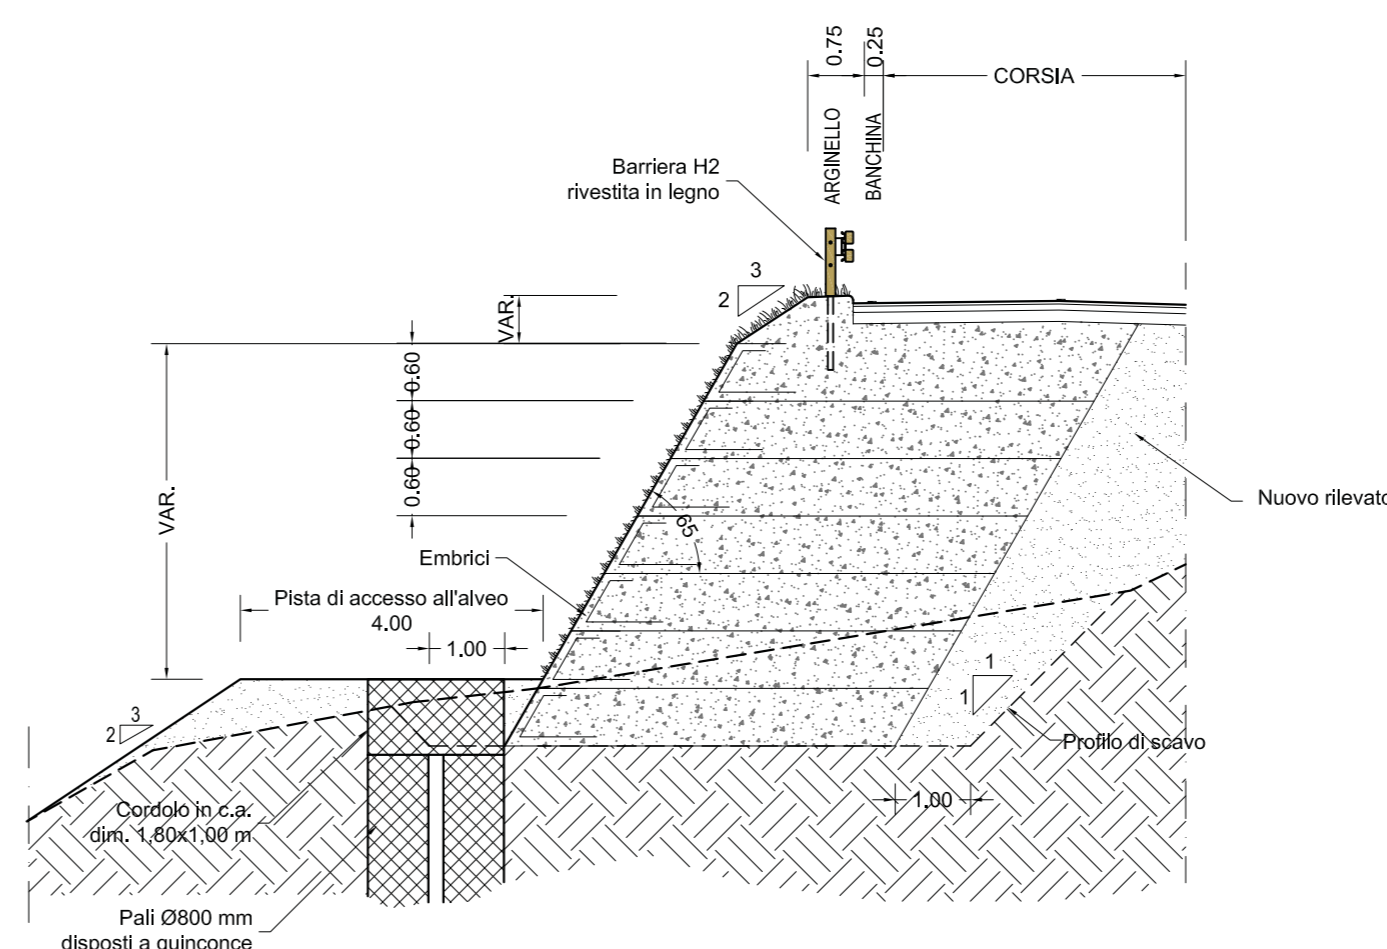 0.75
0.25
CORSIA
ARGINELLO
BANCHINA
Barriera H2
rivestita in legno
3
2
VAR.
0.60
0.60
0.60
VAR.
65
Nuovo rilevato
Embrici
Pista di accesso all'alveo
4.00
1.00
1
1
3
2
Profilo di scavo
1.00
Cordolo in c.a.
dim. 1,80x1,00 m
Pali Ø800 mm
disposti a quinconce